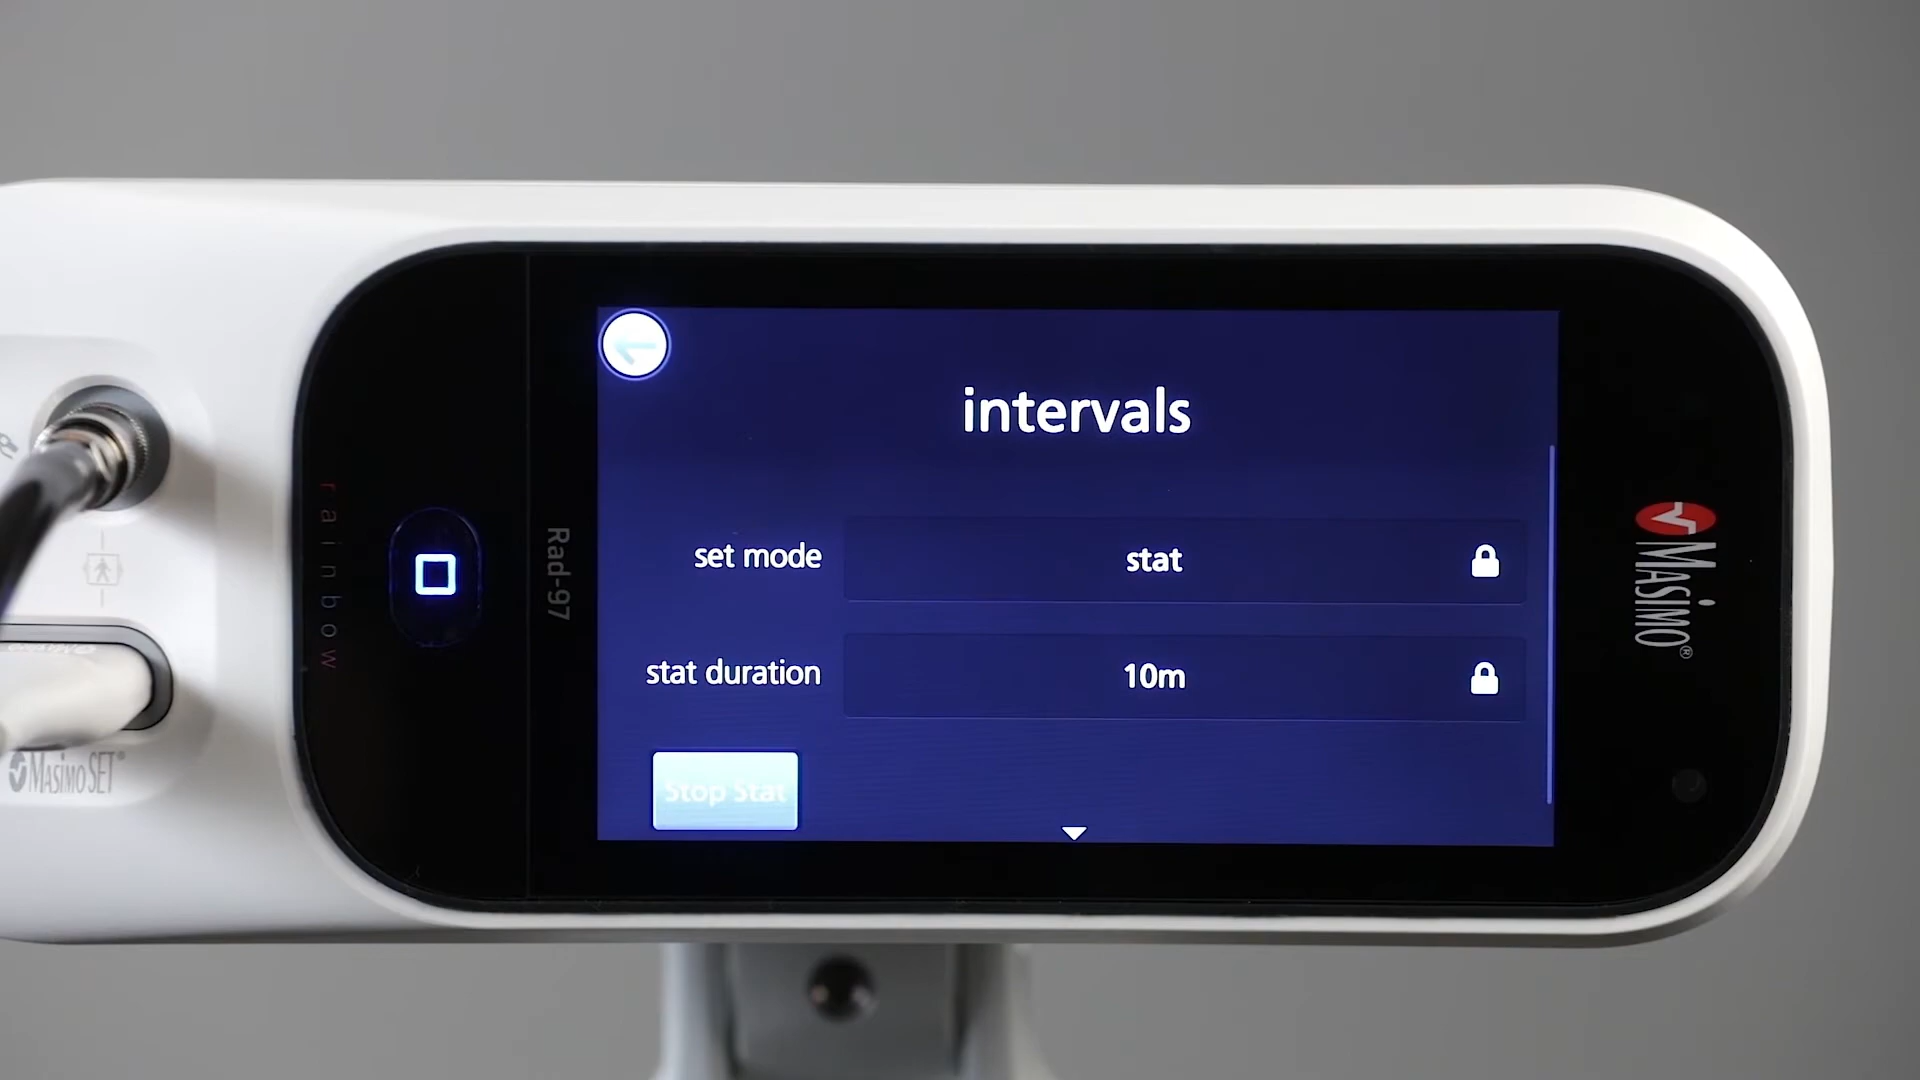 intervals
set mode
stat
stat duration
10m
Stop Stat
rainbow
Rad-97
MASIMO®
MASIMO SET®